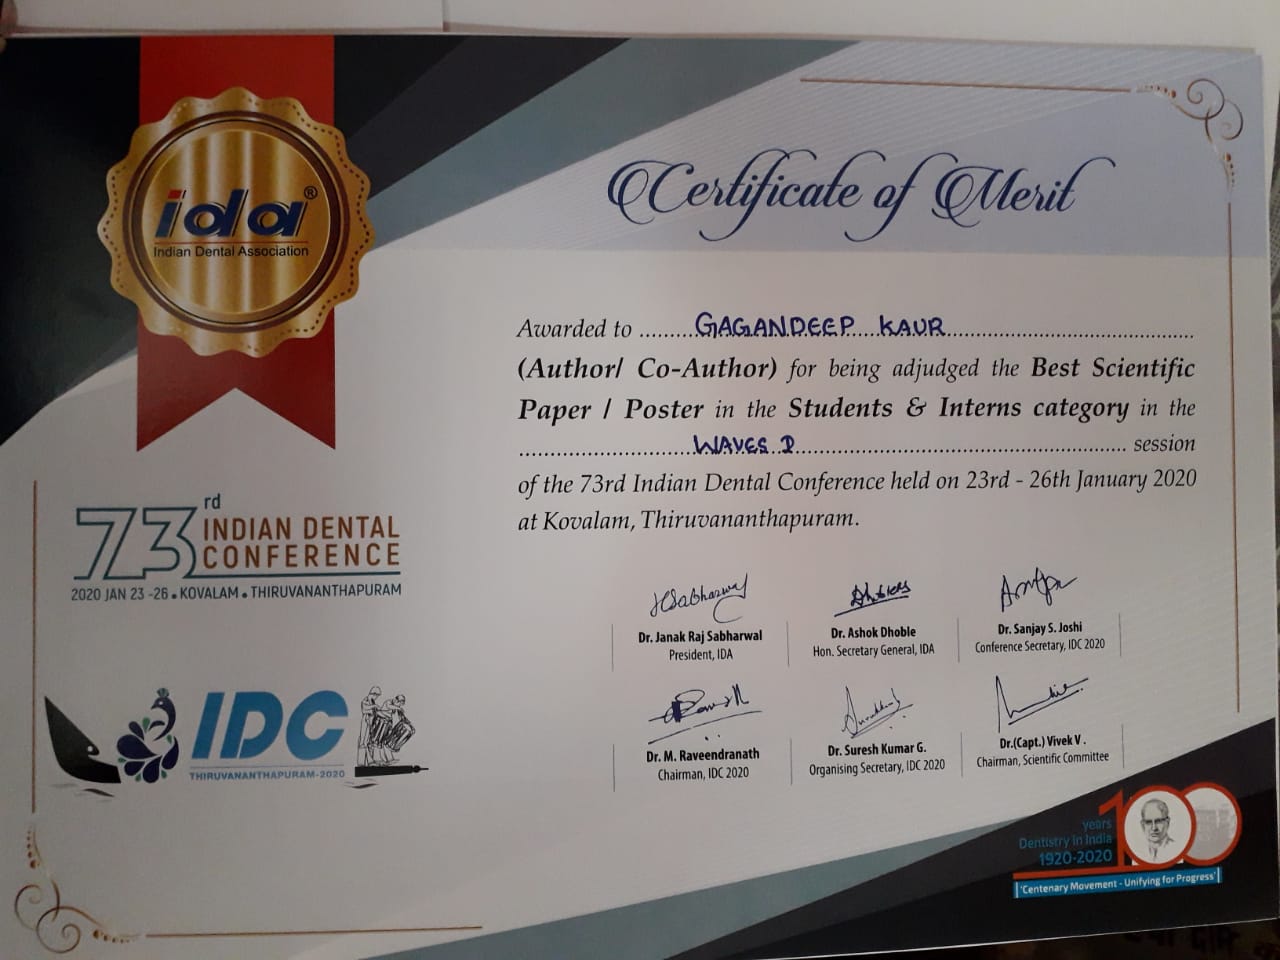 ida®
Indian Dental Association
Certificate of Merit
Awarded to ........GAGANDEEP KAUR........
(Author/ Co-Author) for being adjudged the Best Scientific
Paper / Poster in the Students & Interns category in the
........WAVES D........ session
of the 73rd Indian Dental Conference held on 23rd - 26th January 2020
at Kovalam, Thiruvananthapuram.
73rd INDIAN DENTAL
CONFERENCE
2020 JAN 23 -26 • KOVALAM • THIRUVANANTHAPURAM
Dr. Janak Raj Sabharwal
President, IDA
Dr. Ashok Dhoble
Hon. Secretary General, IDA
Dr. Sanjay S. Joshi
Conference Secretary, IDC 2020
Dr. M. Raveendranath
Chairman, IDC 2020
Dr. Suresh Kumar G.
Organising Secretary, IDC 2020
Dr.(Capt.) Vivek V .
Chairman, Scientific Committee
IDC
THIRUVANANTHAPURAM-2020
100
years
Dentistry in India
1920-2020
'Centenary Movement - Unifying for Progress'